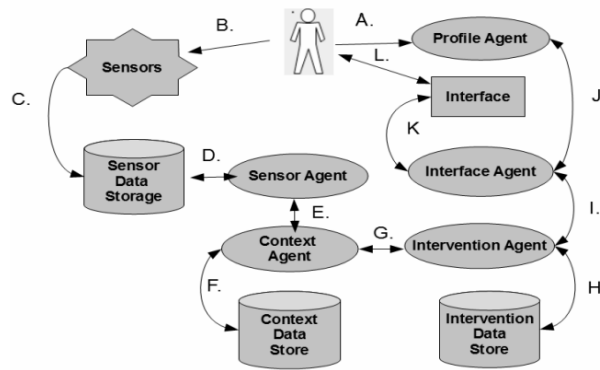 B.
A.
Profile Agent
Sensors
L.
C.
Interface
J
K
D.
Sensor
Data
Storage
Sensor Agent
Interface Agent
E.
I.
Context
Agent
G.
Intervention Agent
F.
H
Context
Data
Store
Intervention
Data
Store